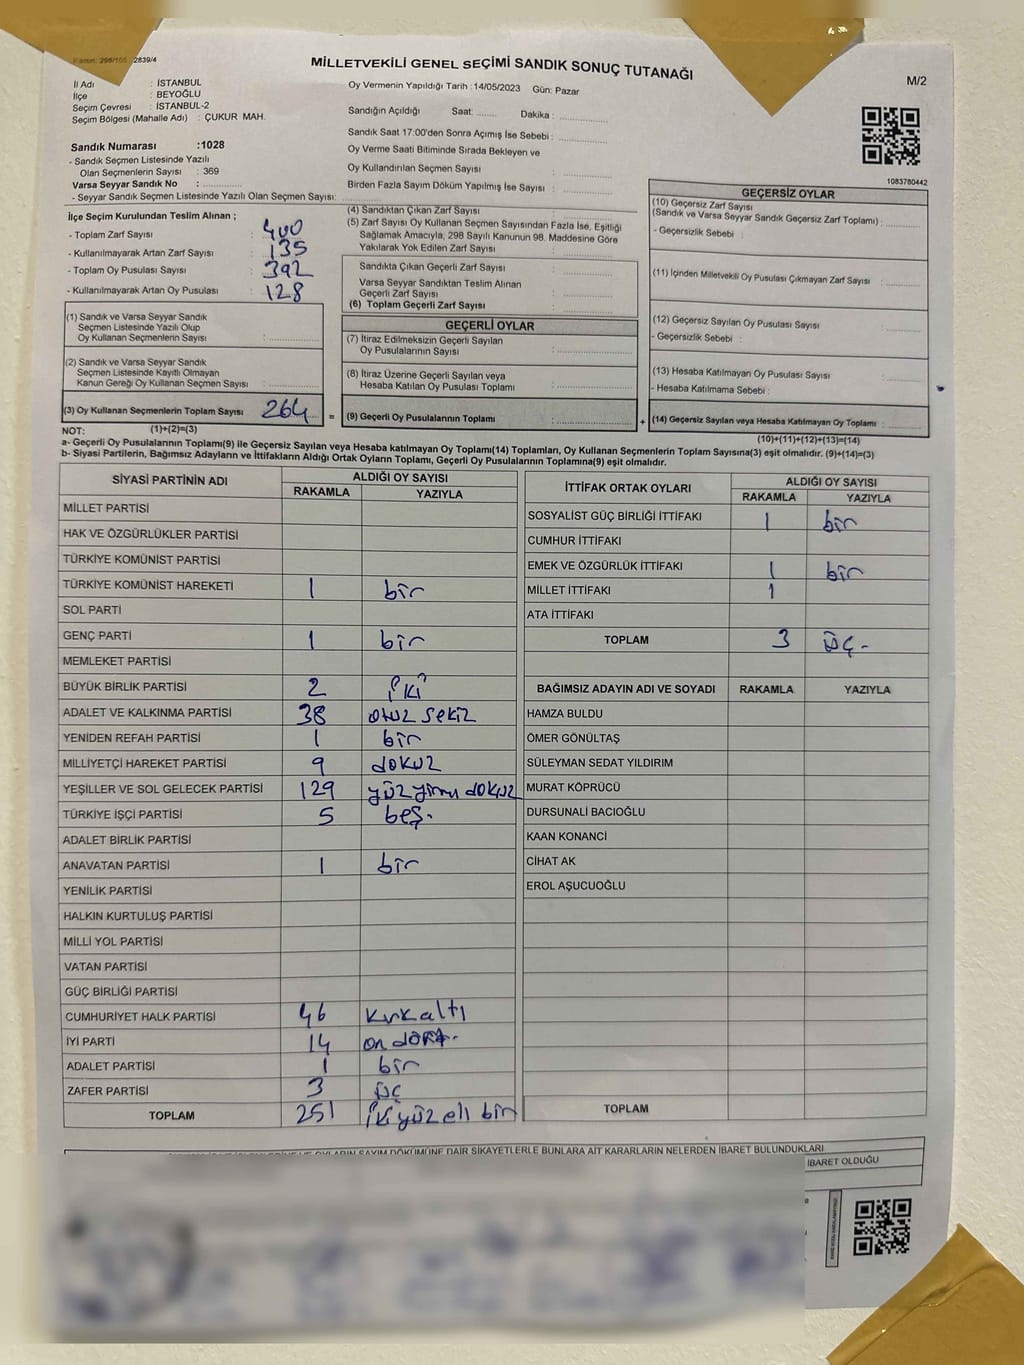 Kanun: 298/105 2839/4
MİLLETVEKİLİ GENEL SEÇİMİ SANDIK SONUÇ TUTANAĞI
M/2
İl Adı : İSTANBUL
İlçe : BEYOĞLU
Seçim Çevresi : İSTANBUL-2
Seçim Bölgesi (Mahalle Adı) : ÇUKUR MAH.
Oy Vermenin Yapıldığı Tarih :14/05/2023 Gün: Pazar
Sandığın Açıldığı Saat: ........ Dakika : ..............
Sandık Saat 17:00'den Sonra Açımış İse Sebebi : ..............
Oy Verme Saati Bitiminde Sırada Bekleyen ve
Oy Kullandırılan Seçmen Sayısı : ..............
Birden Fazla Sayım Döküm Yapılmış İse Sayısı : ..............
Sandık Numarası :1028
- Sandık Seçmen Listesinde Yazılı
Olan Seçmenlerin Sayısı : 369
Varsa Seyyar Sandık No : ..............
- Seyyar Sandık Seçmen Listesinde Yazılı Olan Seçmen Sayısı: ..............
1083780442
İlçe Seçim Kurulundan Teslim Alınan ;
- Toplam Zarf Sayısı : 400
- Kullanılmayarak Artan Zarf Sayısı : 135
- Toplam Oy Pusulası Sayısı : 392
- Kullanılmayarak Artan Oy Pusulası : 128
(1) Sandık ve Varsa Seyyar Sandık
Seçmen Listesinde Yazılı Olup
Oy Kullanan Seçmenlerin Sayısı : ..............
(2) Sandık ve Varsa Seyyar Sandık
Seçmen Listesinde Kayıtlı Olmayan
Kanun Gereği Oy Kullanan Seçmen Sayısı : ..............
(3) Oy Kullanan Seçmenlerin Toplam Sayısı 264
(1)+(2)=(3)
(4) Sandıktan Çıkan Zarf Sayısı : ..............
(5) Zarf Sayısı Oy Kullanan Seçmen Sayısından Fazla İse, Eşitliği
Sağlamak Amacıyla, 298 Sayılı Kanunun 98. Maddesine Göre
Yakılarak Yok Edilen Zarf Sayısı : ..............
Sandıkta Çıkan Geçerli Zarf Sayısı : ..............
Varsa Seyyar Sandıktan Teslim Alınan
Geçerli Zarf Sayısı : ..............
(6) Toplam Geçerli Zarf Sayısı : ..............
GEÇERLİ OYLAR
(7) İtiraz Edilmeksizin Geçerli Sayılan
Oy Pusulalarının Sayısı : ..............
(8) İtiraz Üzerine Geçerli Sayılan veya
Hesaba Katılan Oy Pusulası Toplamı : ..............
= (9) Geçerli Oy Pusulalarının Toplamı : ..............
GEÇERSİZ OYLAR
(10) Geçersiz Zarf Sayısı
(Sandık ve Varsa Seyyar Sandık Geçersiz Zarf Toplamı) : ..............
- Geçersizlik Sebebi :
(11) İçinden Milletvekili Oy Pusulası Çıkmayan Zarf Sayısı : ..............
(12) Geçersiz Sayılan Oy Pusulası Sayısı : ..............
- Geçersizlik Sebebi :
(13) Hesaba Katılmayan Oy Pusulası Sayısı : ..............
- Hesaba Katılmama Sebebi :
+ (14) Geçersiz Sayılan veya Hesaba Katılmayan Oy Toplamı : ..............
(10)+(11)+(12)+(13)=(14)
NOT:
a- Geçerli Oy Pusulalarının Toplamı(9) ile Geçersiz Sayılan veya Hesaba katılmayan Oy Toplamı(14) Toplamları, Oy Kullanan Seçmenlerin Toplam Sayısına(3) eşit olmalıdır. (9)+(14)=(3)
b- Siyasi Partilerin, Bağımsız Adayların ve İttifakların Aldığı Ortak Oyların Toplamı, Geçerli Oy Pusulalarının Toplamına(9) eşit olmalıdır.
SİYASİ PARTİNİN ADI ALDIĞI OY SAYISI
RAKAMLA YAZIYLA
MİLLET PARTİSİ
HAK VE ÖZGÜRLÜKLER PARTİSİ
TÜRKİYE KOMÜNİST PARTİSİ
TÜRKİYE KOMÜNİST HAREKETİ 1 bir
SOL PARTİ
GENÇ PARTİ 1 bir
MEMLEKET PARTİSİ
BÜYÜK BİRLİK PARTİSİ 2 iki
ADALET VE KALKINMA PARTİSİ 38 otuz sekiz
YENİDEN REFAH PARTİSİ 1 bir
MİLLİYETÇİ HAREKET PARTİSİ 9 dokuz
YEŞİLLER VE SOL GELECEK PARTİSİ 129 yüz yirmi dokuz
TÜRKİYE İŞÇİ PARTİSİ 5 beş.
ADALET BİRLİK PARTİSİ
ANAVATAN PARTİSİ 1 bir
YENİLİK PARTİSİ
HALKIN KURTULUŞ PARTİSİ
MİLLİ YOL PARTİSİ
VATAN PARTİSİ
GÜÇ BİRLİĞİ PARTİSİ
CUMHURİYET HALK PARTİSİ 46 kırk altı
İYİ PARTİ 14 on dört.
ADALET PARTİSİ 1 bir
ZAFER PARTİSİ 3 üç
TOPLAM 251 iki yüz eli bir
İTTİFAK ORTAK OYLARI ALDIĞI OY SAYISI
RAKAMLA YAZIYLA
SOSYALİST GÜÇ BİRLİĞİ İTTİFAKI 1 bir
CUMHUR İTTİFAKI
EMEK VE ÖZGÜRLÜK İTTİFAKI 1 bir
MİLLET İTTİFAKI 1
ATA İTTİFAKI
TOPLAM 3 üç-
BAĞIMSIZ ADAYIN ADI VE SOYADI RAKAMLA YAZIYLA
HAMZA BULDU
ÖMER GÖNÜLTAŞ
SÜLEYMAN SEDAT YILDIRIM
MURAT KÖPRÜCÜ
DURSUNALİ BACIOĞLU
KAAN KONANCİ
CİHAT AK
EROL AŞUCUOĞLU
TOPLAM
OYLARIN SAYIM DÖKÜMÜNE DAİR ŞİKAYETLERLE BUNLARA AİT KARARLARIN NELERDEN İBARET BULUNDUKLARI
İBARET OLDUĞU